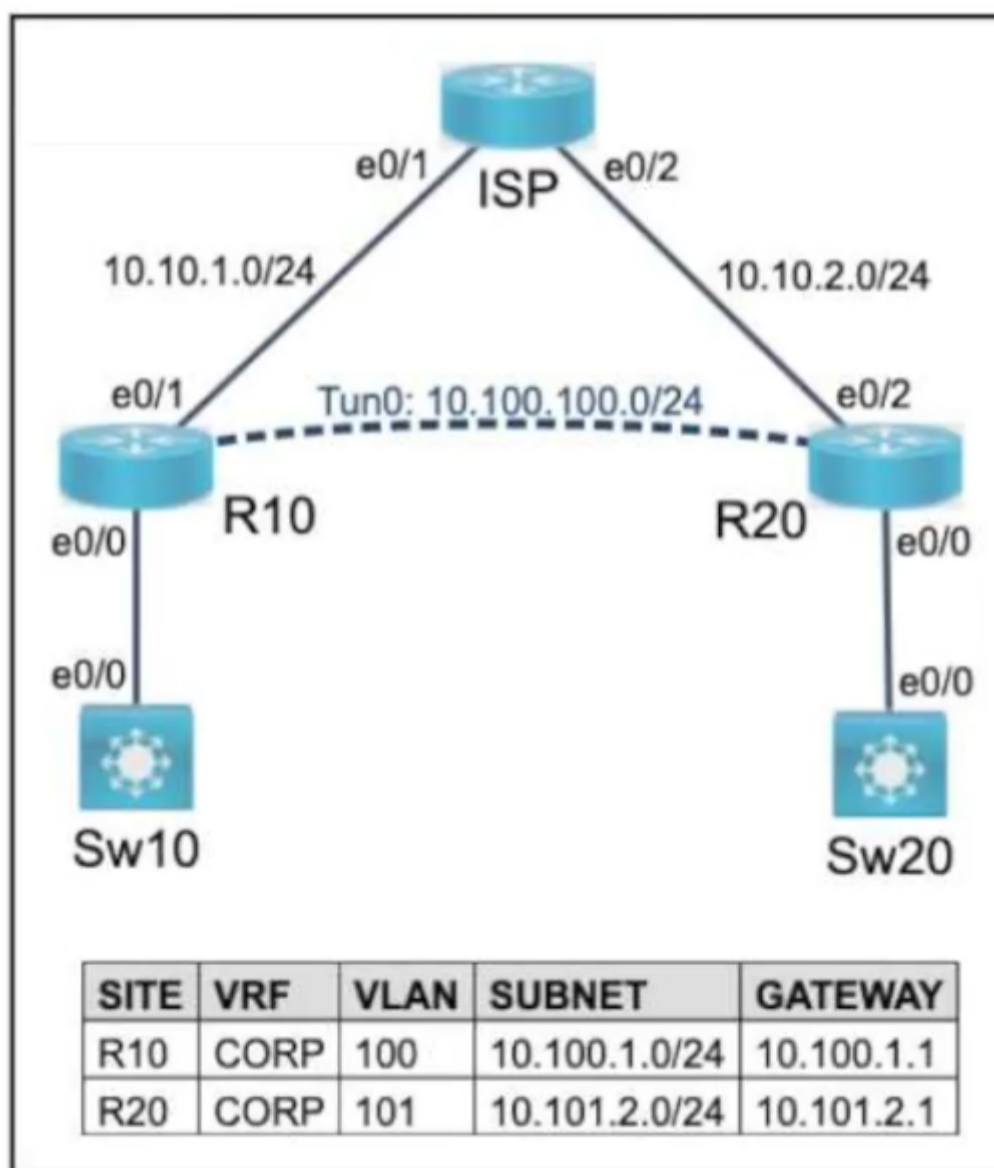 ISP
e0/1
e0/2
10.10.1.0/24
10.10.2.0/24
e0/1
Tun0: 10.100.100.0/24
e0/2
R10
R20
e0/0
e0/0
e0/0
e0/0
Sw10
Sw20
SITE VRF VLAN SUBNET GATEWAY
R10 CORP 100 10.100.1.0/24 10.100.1.1
R20 CORP 101 10.101.2.0/24 10.101.2.1